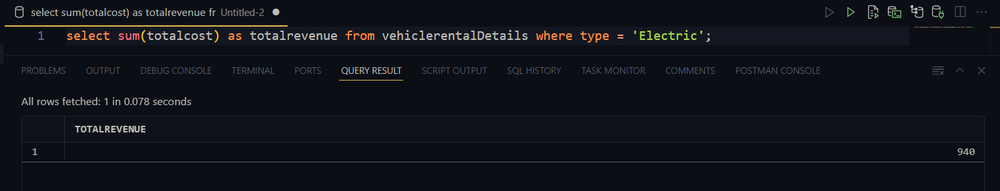 select sum(totalcost) as totalrevenue fr Untitled-2
1 select sum(totalcost) as totalrevenue from vehiclerentalDetails where type = 'Electric';
PROBLEMS OUTPUT DEBUG CONSOLE TERMINAL PORTS QUERY RESULT SCRIPT OUTPUT SQL HISTORY TASK MONITOR COMMENTS POSTMAN CONSOLE
All rows fetched: 1 in 0.078 seconds
TOTALREVENUE
1 940